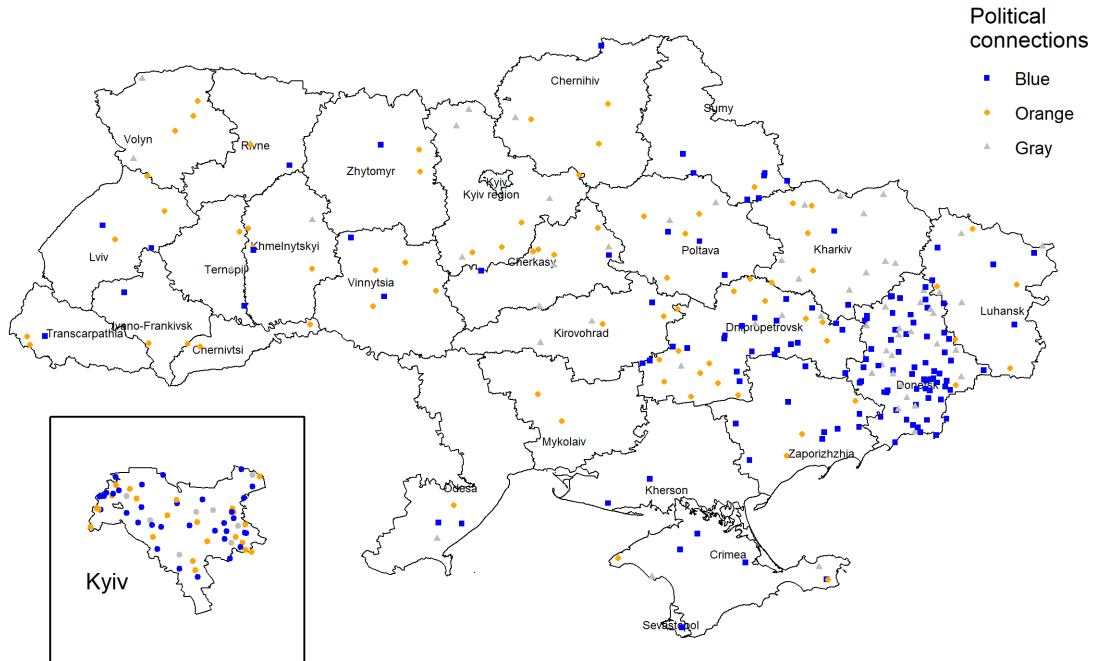 Political
connections
Blue
Orange
Gray
Chernihiv
Sumy
Volyn
Rivne
Zhytomyr
Kyiv
Kyiv region
Khmelnytskyi
Poltava
Kharkiv
Lviv
Ternopil
Cherkasy
Vinnytsia
Luhansk
Transcarpathia
Ivano-Frankivsk
Kirovohrad
Dnipropetrovsk
Chernivtsi
Donetsk
Mykolaiv
Zaporizhzhia
Odesa
Kherson
Crimea
Kyiv
Sevastopol